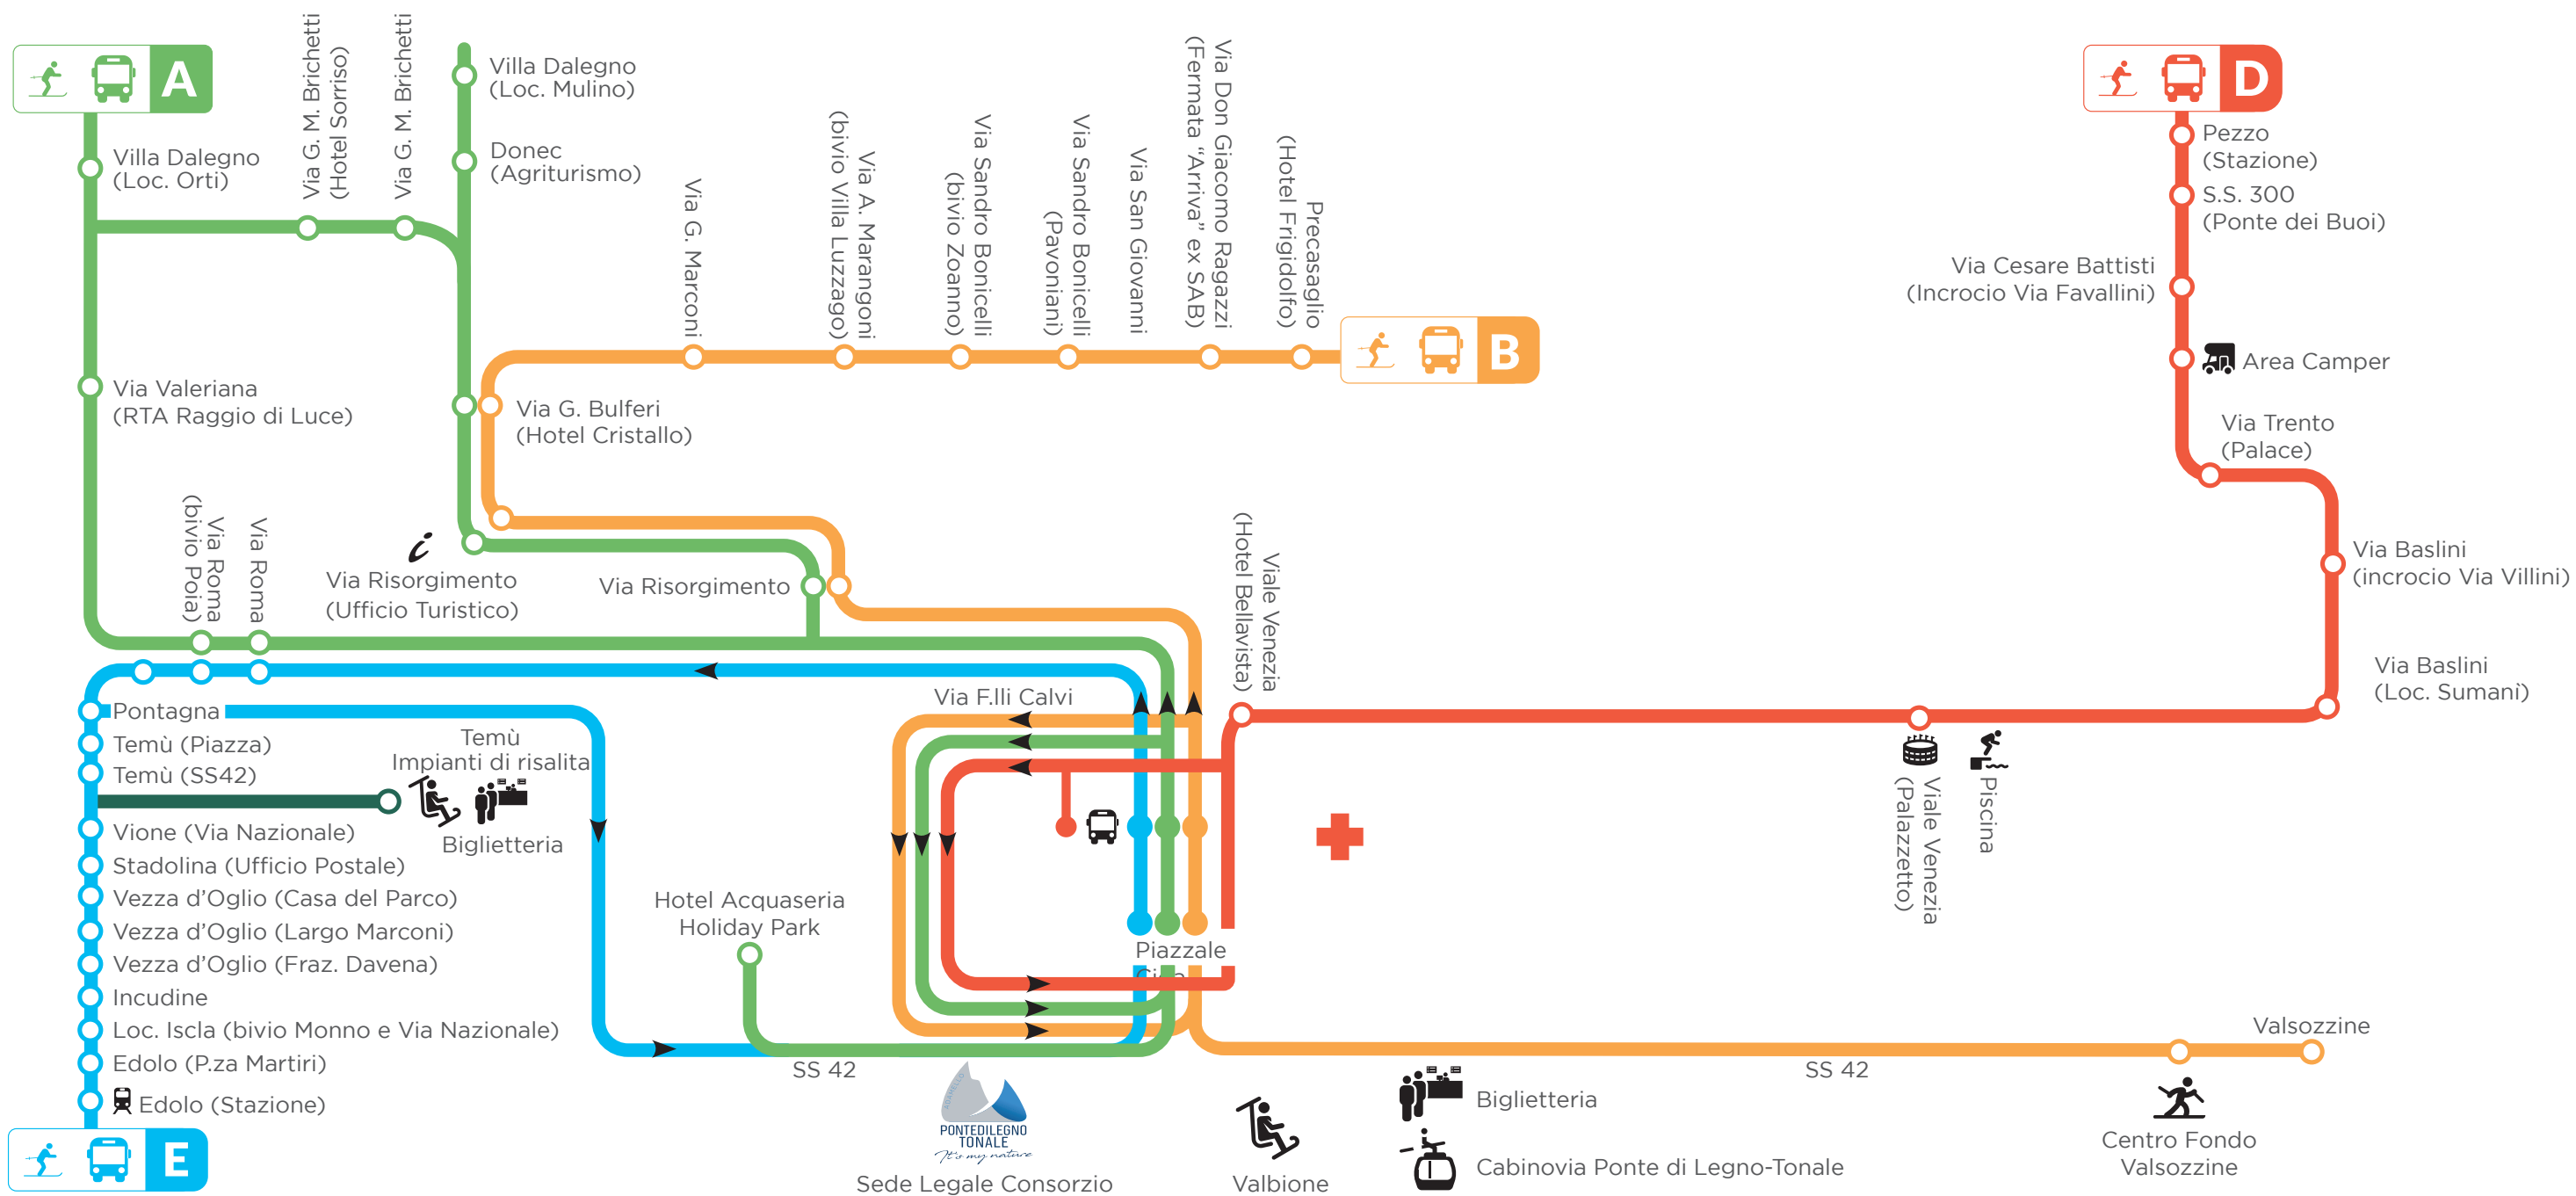 A
Villa Dalegno
(Loc. Orti)
Via G. M. Brichetti
(Hotel Sorriso)
Via G. M. Brichetti
Villa Dalegno
(Loc. Mulino)
Donec
(Agriturismo)
Via Valeriana
(RTA Raggio di Luce)
Via G. Marconi
Via A. Marangoni
(bivio Villa Luzzago)
Via Sandro Bonicelli
(bivio Zoanno)
Via Sandro Bonicelli
(Pavoniani)
Via San Giovanni
Via Don Giacomo Ragazzi
(Fermata "Arriva" ex SAB)
Precasaglio
(Hotel Frigidolfo)
B
Via G. Bulferi
(Hotel Cristallo)
D
Pezzo
(Stazione)
S.S. 300
(Ponte dei Buoi)
Via Cesare Battisti
(Incrocio Via Favallini)
Area Camper
Via Trento
(Palace)
Via Baslini
(incrocio Via Villini)
Via Baslini
(Loc. Sumanì)
Via Roma
(bivio Poia)
Via Roma
i
Via Risorgimento
(Ufficio Turistico)
Via Risorgimento
Viale Venezia
(Hotel Bellavista)
Via F.lli Calvi
Viale Venezia
(Palazzetto)
Piscina
Pontagna
Temù (Piazza)
Temù (SS42)
Temù
Impianti di risalita
Biglietteria
Vione (Via Nazionale)
Stadolina (Ufficio Postale)
Vezza d'Oglio (Casa del Parco)
Vezza d'Oglio (Largo Marconi)
Vezza d'Oglio (Fraz. Davena)
Incudine
Loc. Iscla (bivio Monno e Via Nazionale)
Edolo (P.za Martiri)
Edolo (Stazione)
E
Hotel Acquaseria
Holiday Park
Piazzale
SS 42
ADAMELLO
PONTEDILEGNO
TONALE
It's my nature
Sede Legale Consorzio
Valbione
Biglietteria
Cabinovia Ponte di Legno-Tonale
SS 42
Valsozzine
Centro Fondo
Valsozzine